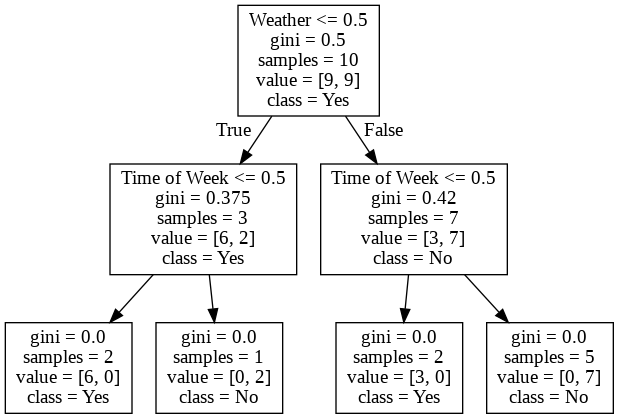 Weather <= 0.5
gini = 0.5
samples = 10
value = [9, 9]
class = Yes
True
False
Time of Week <= 0.5
gini = 0.375
samples = 3
value = [6, 2]
class = Yes
Time of Week <= 0.5
gini = 0.42
samples = 7
value = [3, 7]
class = No
gini = 0.0
samples = 2
value = [6, 0]
class = Yes
gini = 0.0
samples = 1
value = [0, 2]
class = No
gini = 0.0
samples = 2
value = [3, 0]
class = Yes
gini = 0.0
samples = 5
value = [0, 7]
class = No